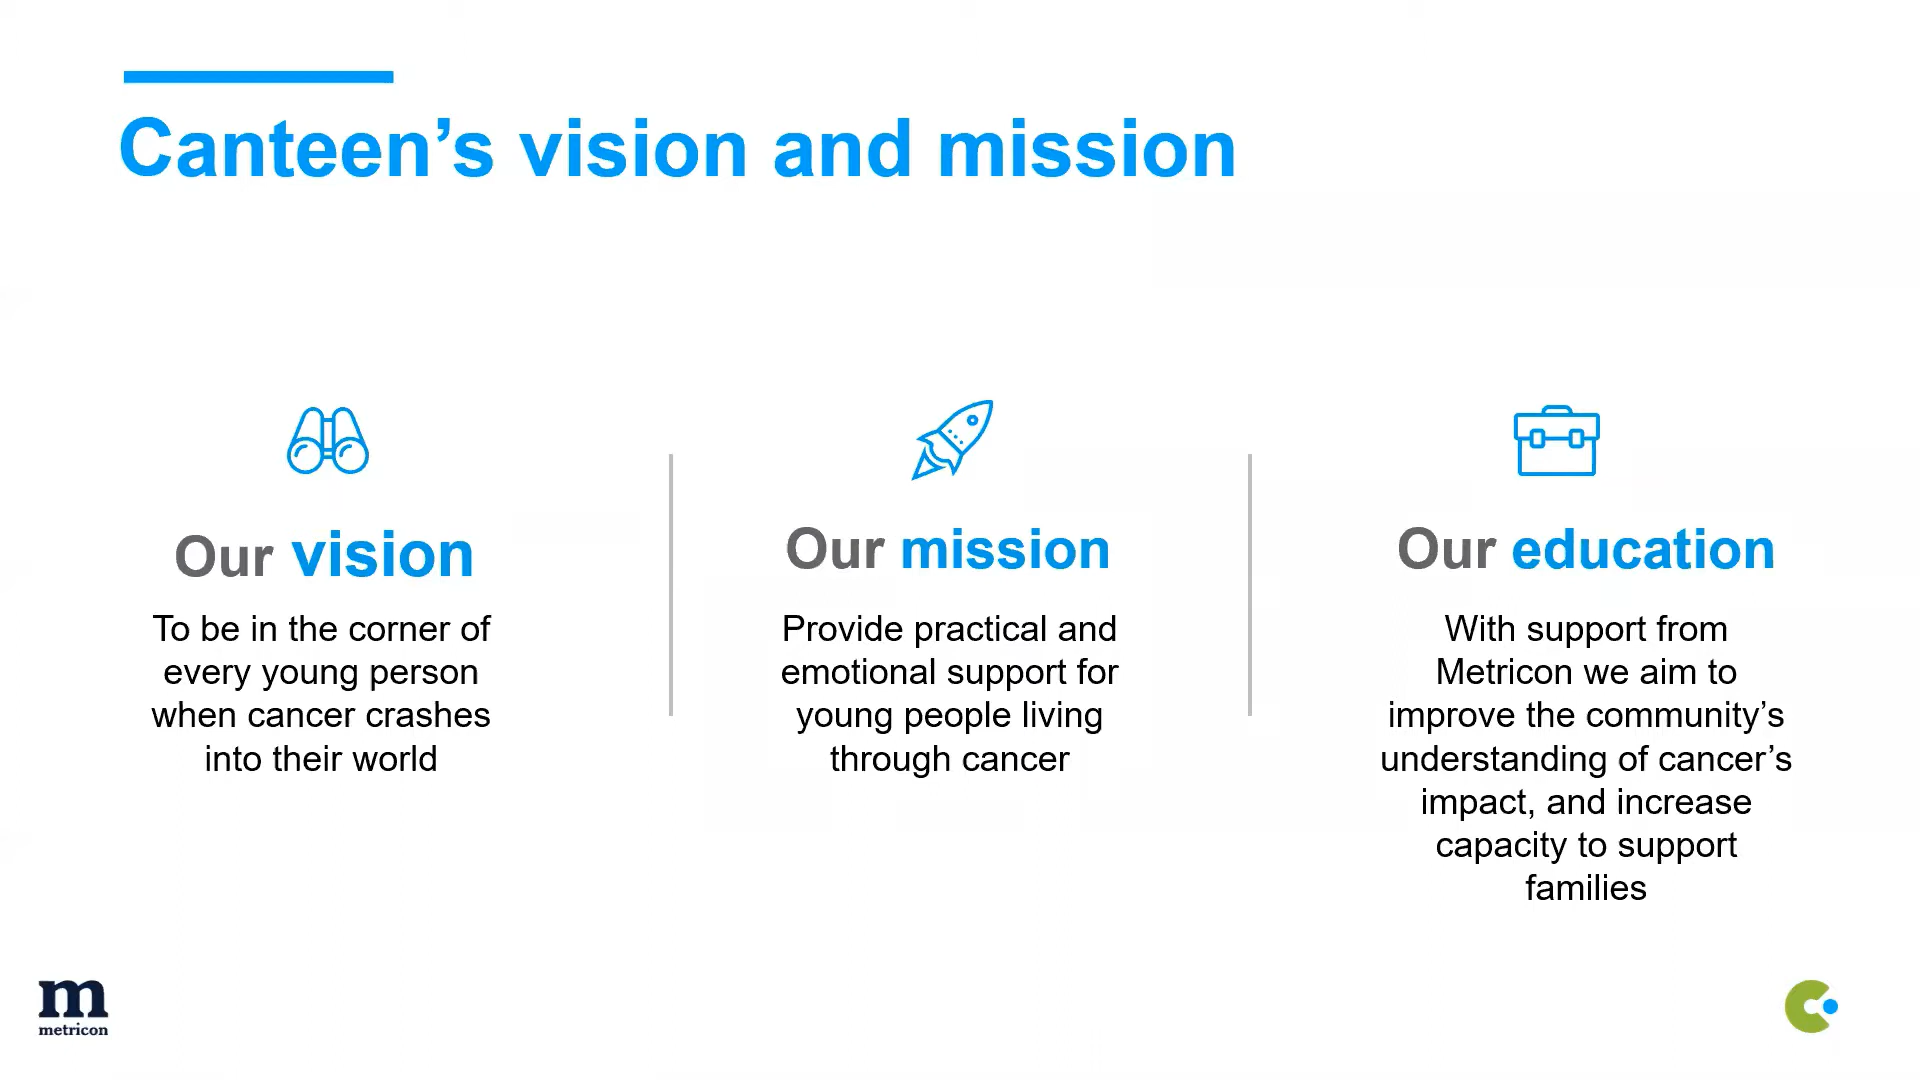 Canteen’s vision and mission
Our vision
To be in the corner of
every young person
when cancer crashes
into their world
Our mission
Provide practical and
emotional support for
young people living
through cancer
Our education
With support from
Metricon we aim to
improve the community’s
understanding of cancer’s
impact, and increase
capacity to support
families
m
metricon